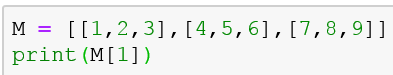 M = [[1,2,3],[4,5,6],[7,8,9]]
print(M[1])